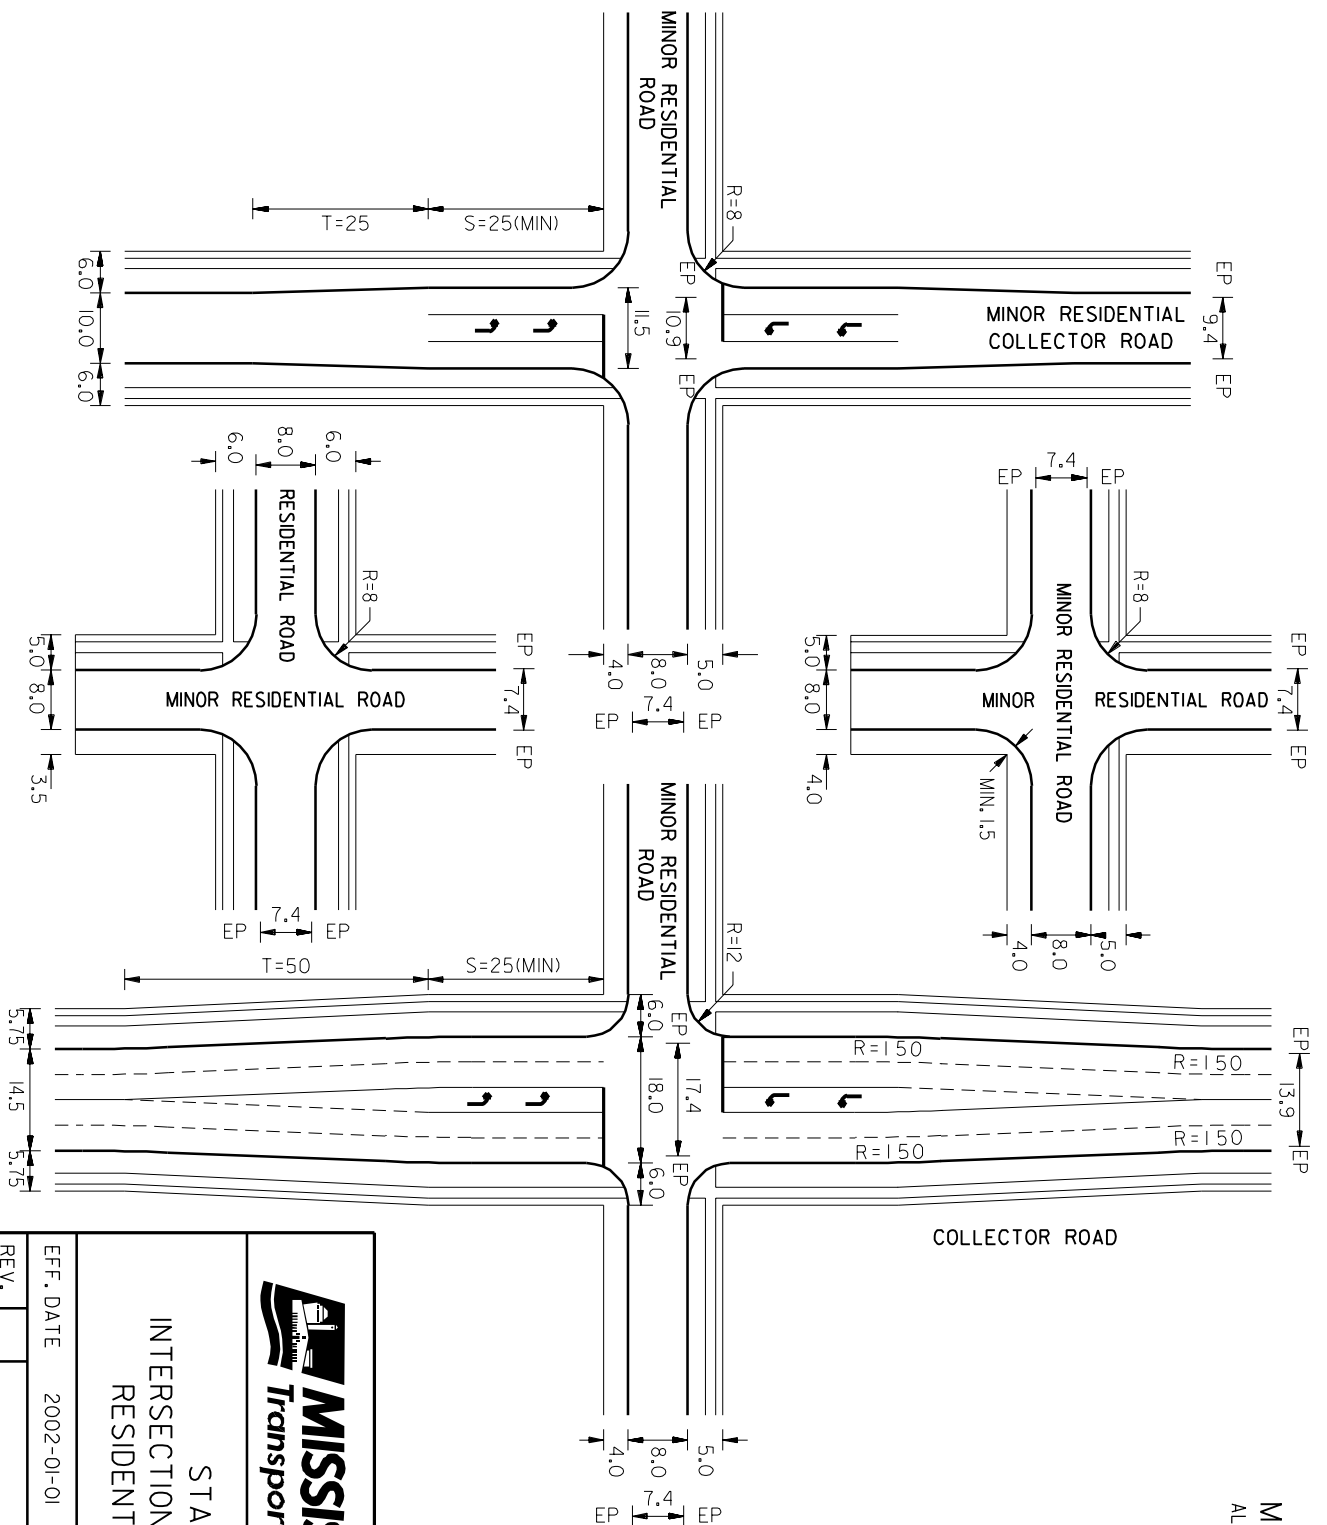 MINOR RESIDENTIAL
ROAD
R=8
T=25
S=25(MIN)
6.0
10.0
6.0
11.5
EP
10.9
EP
MINOR RESIDENTIAL
COLLECTOR ROAD
EP
9.4
EP
4.0
8.0
5.0
EP
7.4
EP
6.0
8.0
6.0
RESIDENTIAL ROAD
R=8
MINOR RESIDENTIAL ROAD
EP
7.4
EP
5.0
8.0
3.5
EP
7.4
EP
EP
7.4
EP
R=8
MINOR RESIDENTIAL ROAD
MINOR RESIDENTIAL ROAD
EP
7.4
EP
5.0
8.0
4.0
MIN. 1.5
4.0
8.0
5.0
MINOR RESIDENTIAL
ROAD
R=12
T=50
S=25(MIN)
5.75
14.5
5.75
6.0
18.0
6.0
EP
17.4
EP
R=150
R=150
R=150
R=150
EP
13.9
EP
COLLECTOR ROAD
4.0
8.0
5.0
EP
7.4
EP
M
AL
MISSIS
Transpor
STA
INTERSECTION
RESIDENT
EFF. DATE 2002-01-01
REV.